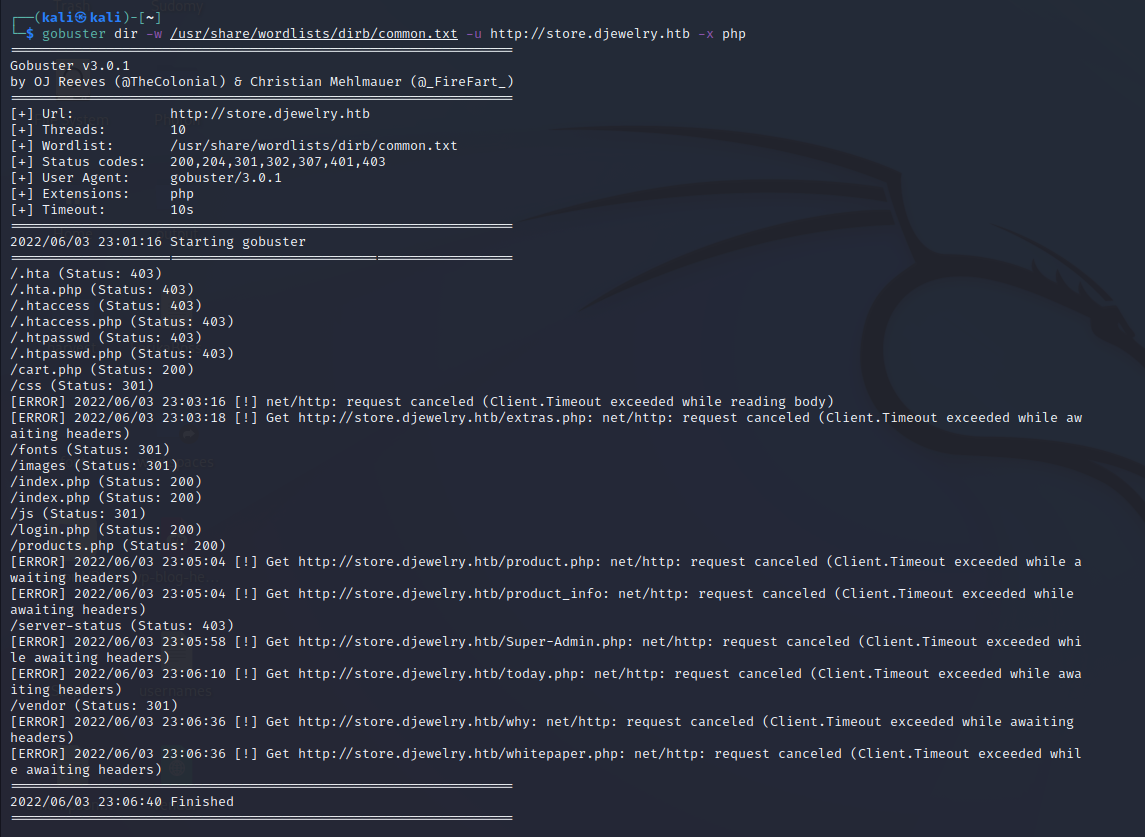 ┌──(kali㉿kali)-[~]
└─$ gobuster dir -w /usr/share/wordlists/dirb/common.txt -u http://store.djewelry.htb -x php
===============================================================
Gobuster v3.0.1
by OJ Reeves (@TheColonial) & Christian Mehlmauer (@_FireFart_)
===============================================================
[+] Url:            http://store.djewelry.htb
[+] Threads:        10
[+] Wordlist:       /usr/share/wordlists/dirb/common.txt
[+] Status codes:   200,204,301,302,307,401,403
[+] User Agent:     gobuster/3.0.1
[+] Extensions:     php
[+] Timeout:        10s
===============================================================
2022/06/03 23:01:16 Starting gobuster
===============================================================
/.hta (Status: 403)
/.hta.php (Status: 403)
/.htaccess (Status: 403)
/.htaccess.php (Status: 403)
/.htpasswd (Status: 403)
/.htpasswd.php (Status: 403)
/cart.php (Status: 200)
/css (Status: 301)
[ERROR] 2022/06/03 23:03:16 [!] net/http: request canceled (Client.Timeout exceeded while reading body)
[ERROR] 2022/06/03 23:03:18 [!] Get http://store.djewelry.htb/extras.php: net/http: request canceled (Client.Timeout exceeded while aw
aiting headers)
/fonts (Status: 301)
/images (Status: 301)
/index.php (Status: 200)
/index.php (Status: 200)
/js (Status: 301)
/login.php (Status: 200)
/products.php (Status: 200)
[ERROR] 2022/06/03 23:05:04 [!] Get http://store.djewelry.htb/product.php: net/http: request canceled (Client.Timeout exceeded while a
waiting headers)
[ERROR] 2022/06/03 23:05:04 [!] Get http://store.djewelry.htb/product_info: net/http: request canceled (Client.Timeout exceeded while
awaiting headers)
/server-status (Status: 403)
[ERROR] 2022/06/03 23:05:58 [!] Get http://store.djewelry.htb/Super-Admin.php: net/http: request canceled (Client.Timeout exceeded whi
le awaiting headers)
[ERROR] 2022/06/03 23:06:10 [!] Get http://store.djewelry.htb/today.php: net/http: request canceled (Client.Timeout exceeded while awa
iting headers)
/vendor (Status: 301)
[ERROR] 2022/06/03 23:06:36 [!] Get http://store.djewelry.htb/why: net/http: request canceled (Client.Timeout exceeded while awaiting
headers)
[ERROR] 2022/06/03 23:06:36 [!] Get http://store.djewelry.htb/whitepaper.php: net/http: request canceled (Client.Timeout exceeded whil
e awaiting headers)
===============================================================
2022/06/03 23:06:40 Finished
===============================================================